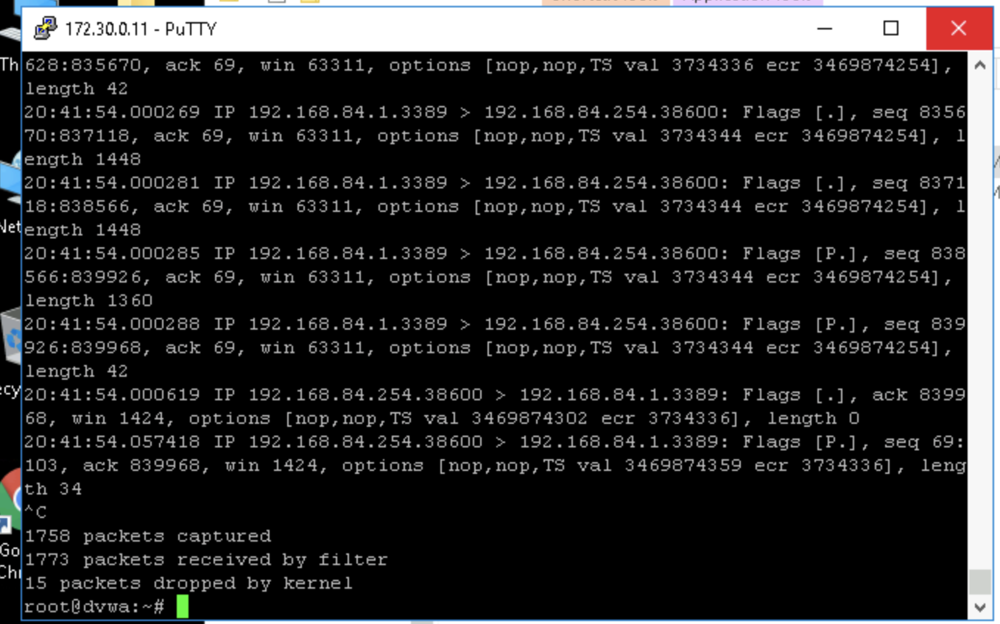 172.30.0.11 - PuTTY
Th
628:835670, ack 69, win 63311, options [nop,nop,TS val 3734336 ecr 3469874254],
length 42
20:41:54.000269 IP 192.168.84.1.3389 > 192.168.84.254.38600: Flags [.], seq 8356
70:837118, ack 69, win 63311, options [nop,nop,TS val 3734344 ecr 3469874254], l
ength 1448
20:41:54.000281 IP 192.168.84.1.3389 > 192.168.84.254.38600: Flags [.], seq 8371
18:838566, ack 69, win 63311, options [nop,nop,TS val 3734344 ecr 3469874254], l
Net
ength 1448
20:41:54.000285 IP 192.168.84.1.3389 > 192.168.84.254.38600: Flags [P.], seq 838
566:839926, ack 69, win 63311, options [nop,nop,TS val 3734344 ecr 3469874254],
length 1360
20:41:54.000288 IP 192.168.84.1.3389 > 192.168.84.254.38600: Flags [P.], seq 839
926:839968, ack 69, win 63311, options [nop,nop,TS val 3734344 ecr 3469874254],
length 42
ecy
20:41:54.000619 IP 192.168.84.254.38600 > 192.168.84.1.3389: Flags [.], ack 8399
68, win 1424, options [nop,nop,TS val 3469874302 ecr 3734336], length 0
20:41:54.057418 IP 192.168.84.254.38600 > 192.168.84.1.3389: Flags [P.], seq 69:
103, ack 839968, win 1424, options [nop,nop,TS val 3469874359 ecr 3734336], leng
th 34
^C
1758 packets captured
Go
1773 packets received by filter
Chr
15 packets dropped by kernel
root@dvwa:~#